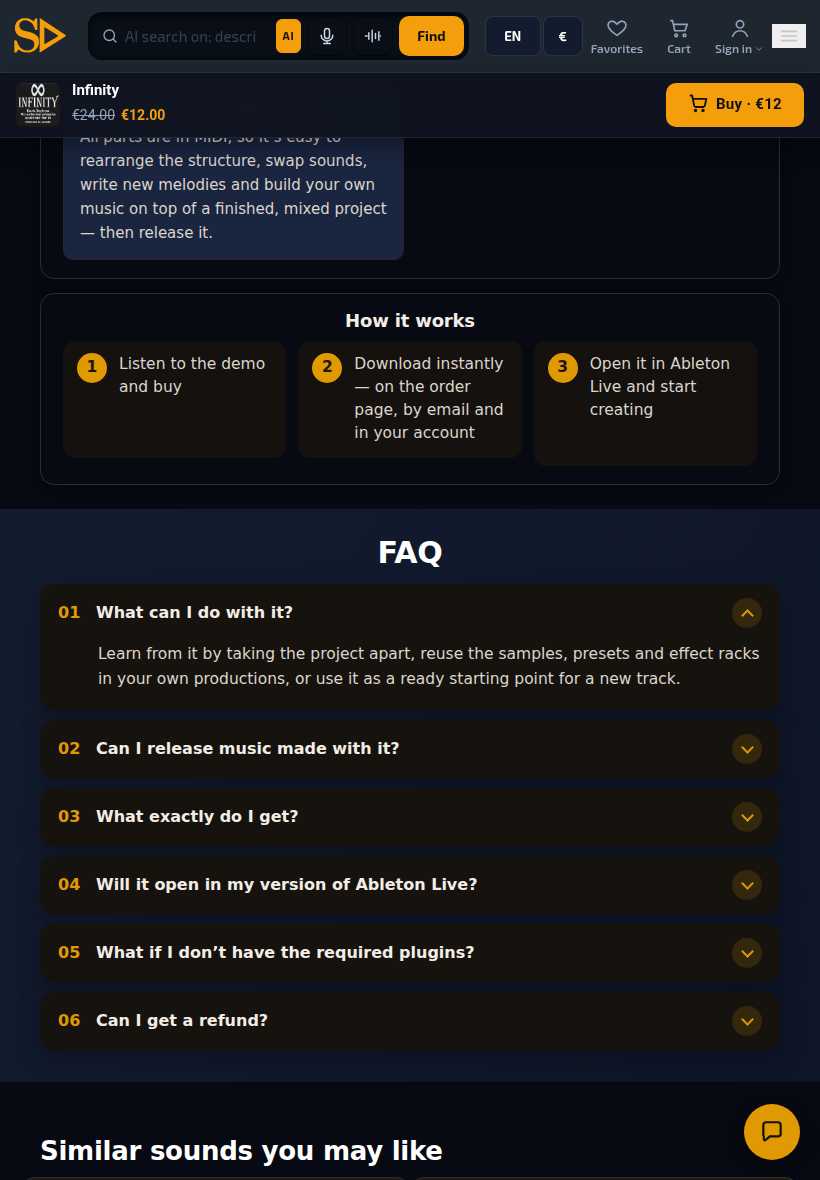 SD
AI search on: descri
AI
Find
EN
€
Favorites
Cart
Sign in
INFINITY
Infinity
€24.00 €12.00
Buy · €12
All parts are in MIDI, so it's easy to
rearrange the structure, swap sounds,
write new melodies and build your own
music on top of a finished, mixed project
— then release it.
How it works
1
Listen to the demo
and buy
2
Download instantly
— on the order
page, by email and
in your account
3
Open it in Ableton
Live and start
creating
FAQ
01 What can I do with it?
Learn from it by taking the project apart, reuse the samples, presets and effect racks
in your own productions, or use it as a ready starting point for a new track.
02 Can I release music made with it?
03 What exactly do I get?
04 Will it open in my version of Ableton Live?
05 What if I don’t have the required plugins?
06 Can I get a refund?
Similar sounds you may like